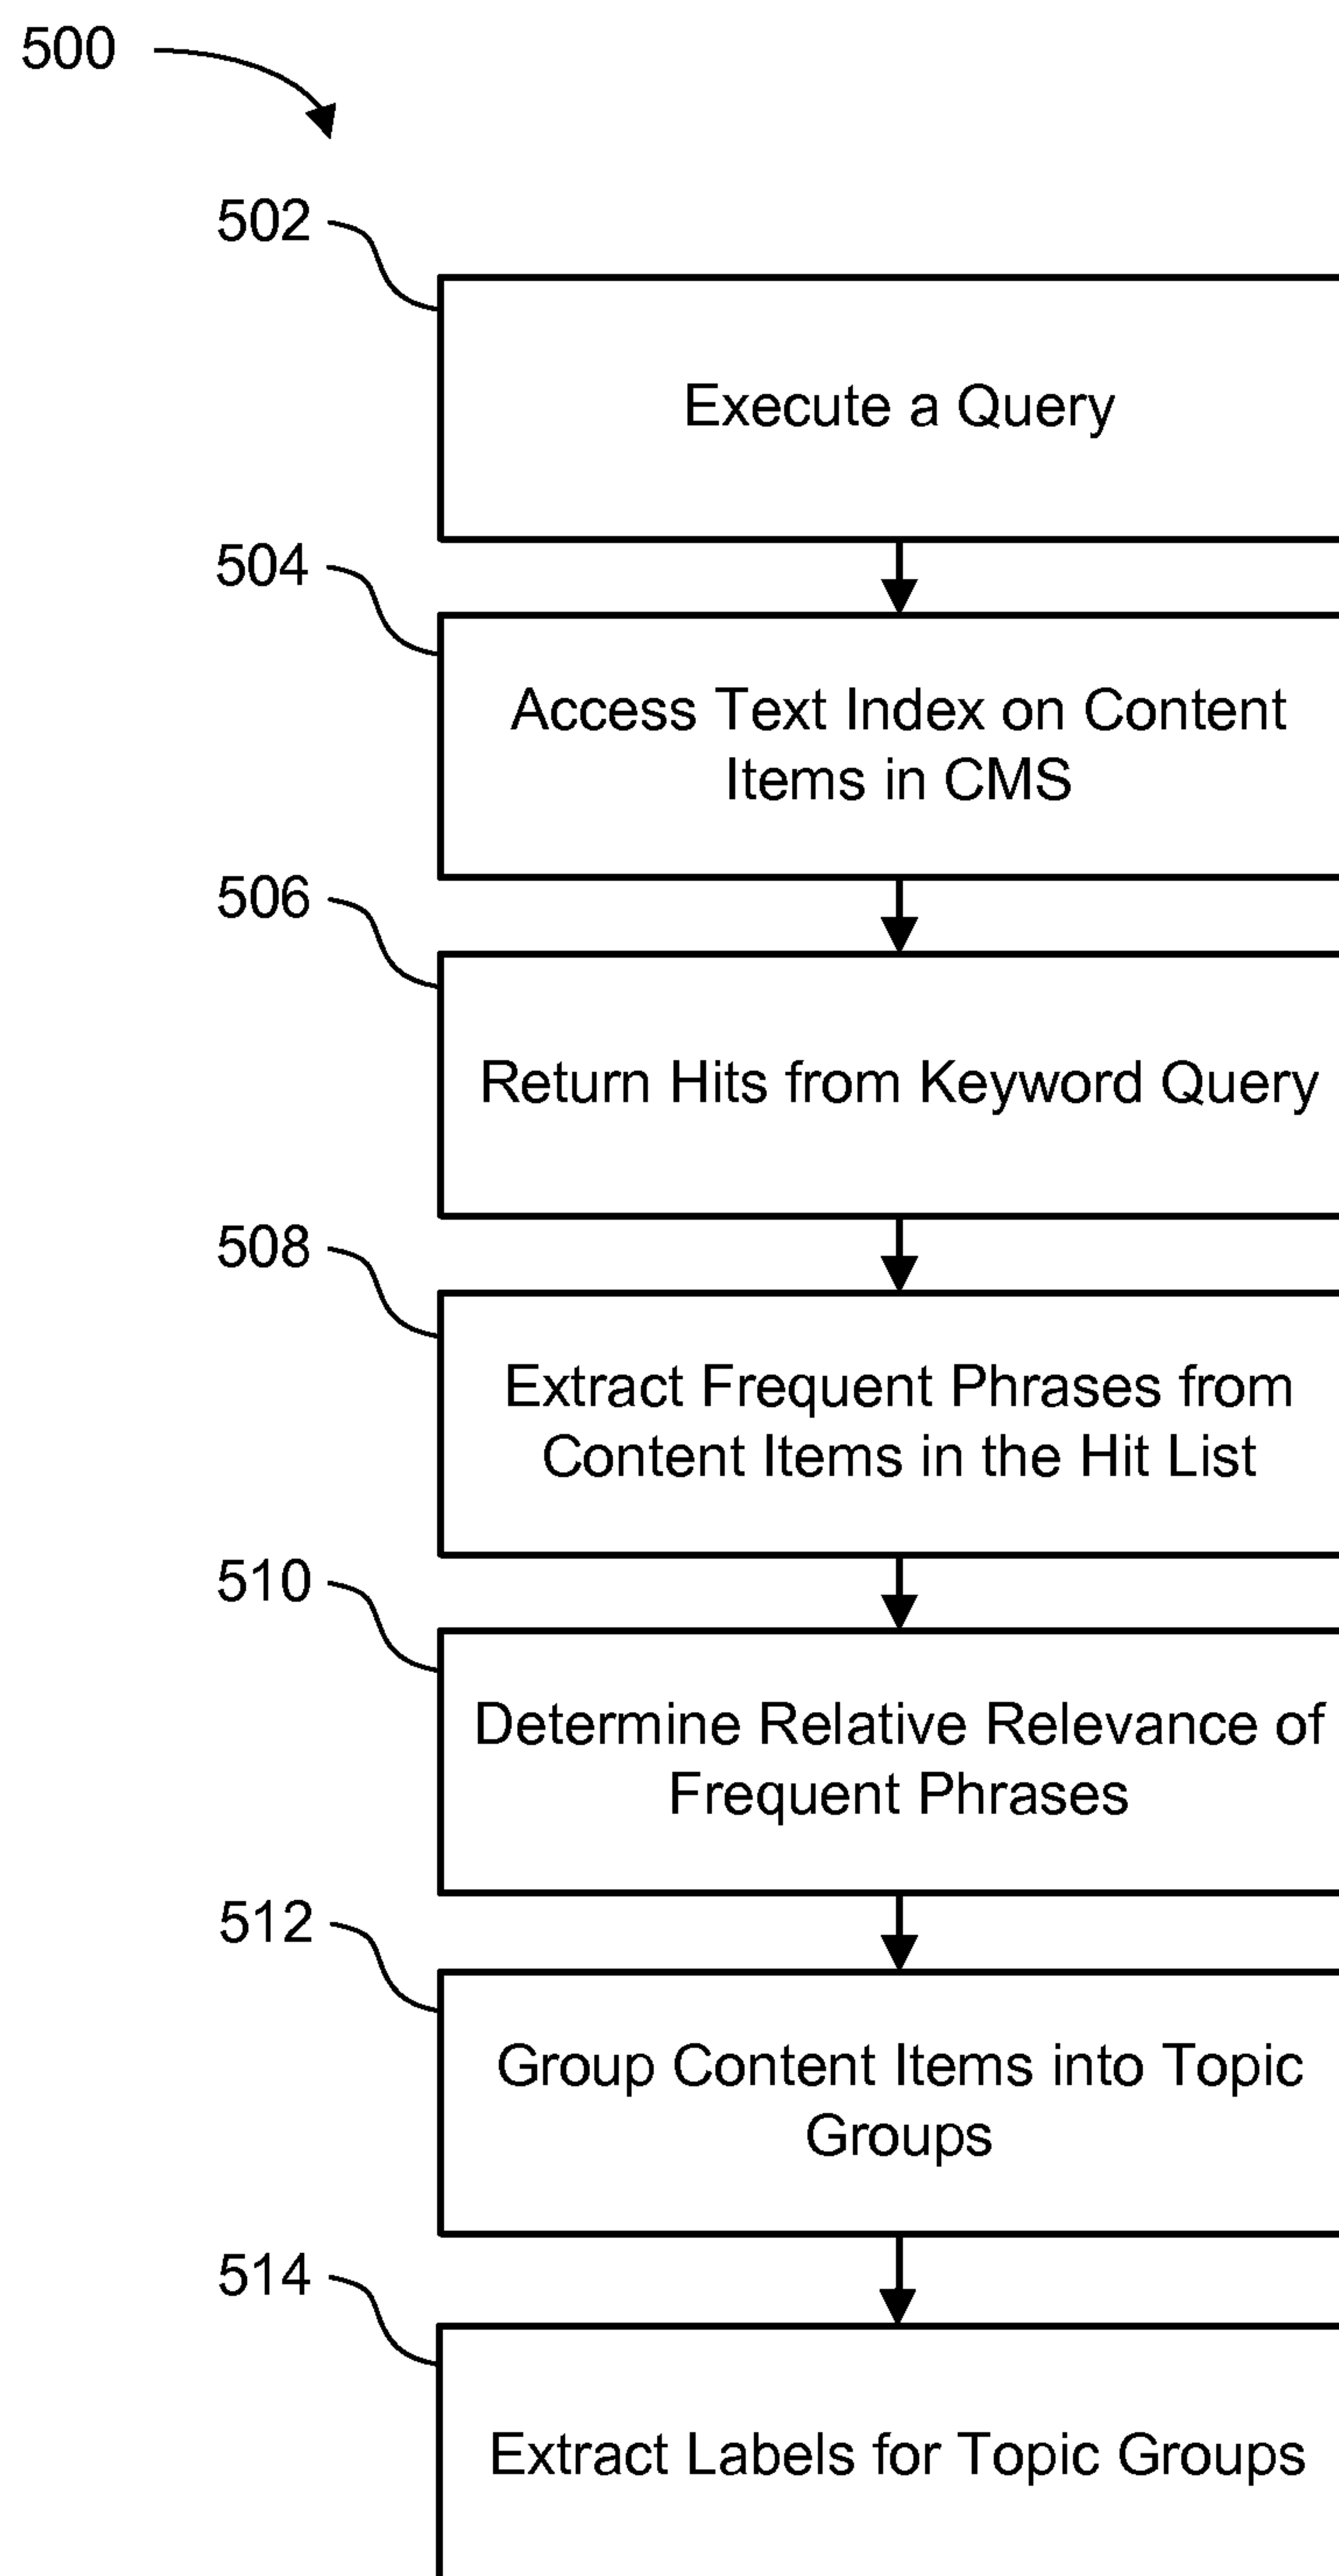 500
502
Execute a Query
504
Access Text Index on Content
Items in CMS
506
Return Hits from Keyword Query
508
Extract Frequent Phrases from
Content Items in the Hit List
510
Determine Relative Relevance of
Frequent Phrases
512
Group Content Items into Topic
Groups
514
Extract Labels for Topic Groups